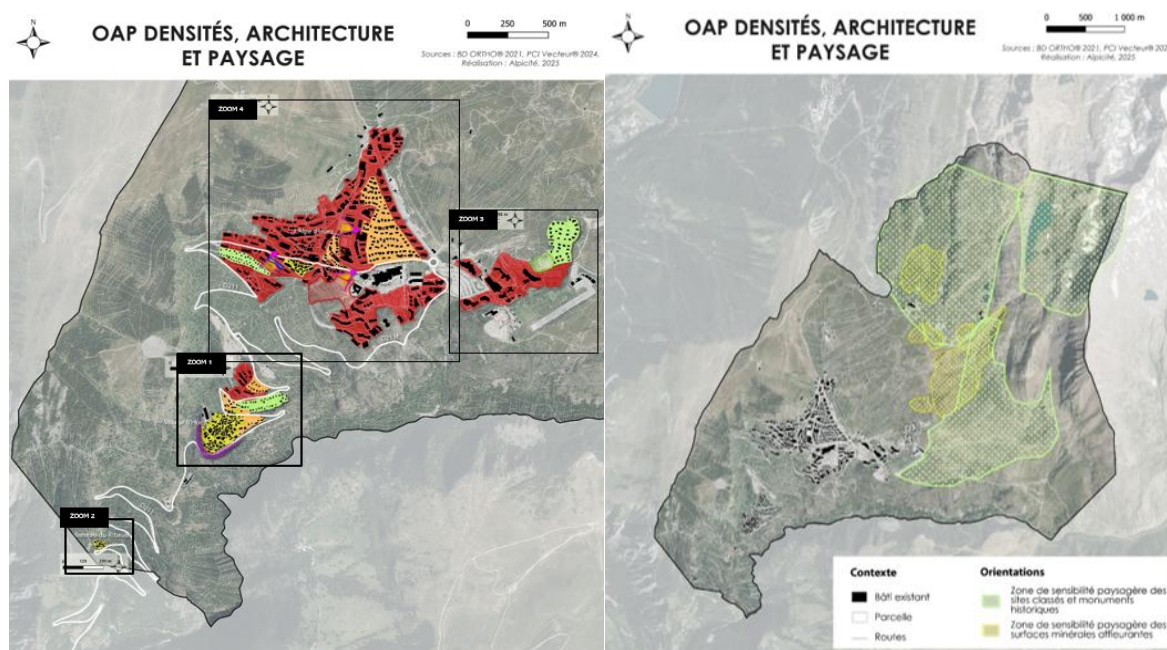 N
OAP DENSITÉS, ARCHITECTURE
ET PAYSAGE
0 250 500 m
Sources : BD ORTHO® 2021, PCI Vecteur® 2024,
Réalisation : Alpicité, 2025
ZOOM 4
ZOOM 3
ZOOM 1
ZOOM 2
N
OAP DENSITÉS, ARCHITECTURE
ET PAYSAGE
0 500 1 000 m
Sources : BD ORTHO® 2021, PCI Vecteur® 202
Réalisation : Alpicité, 2025
Contexte
Bâti existant
Parcelle
Routes
Orientations
Zone de sensibilité paysagère des
sites classés et monuments
historiques
Zone de sensibilité paysagère des
surfaces minérales affleurantes